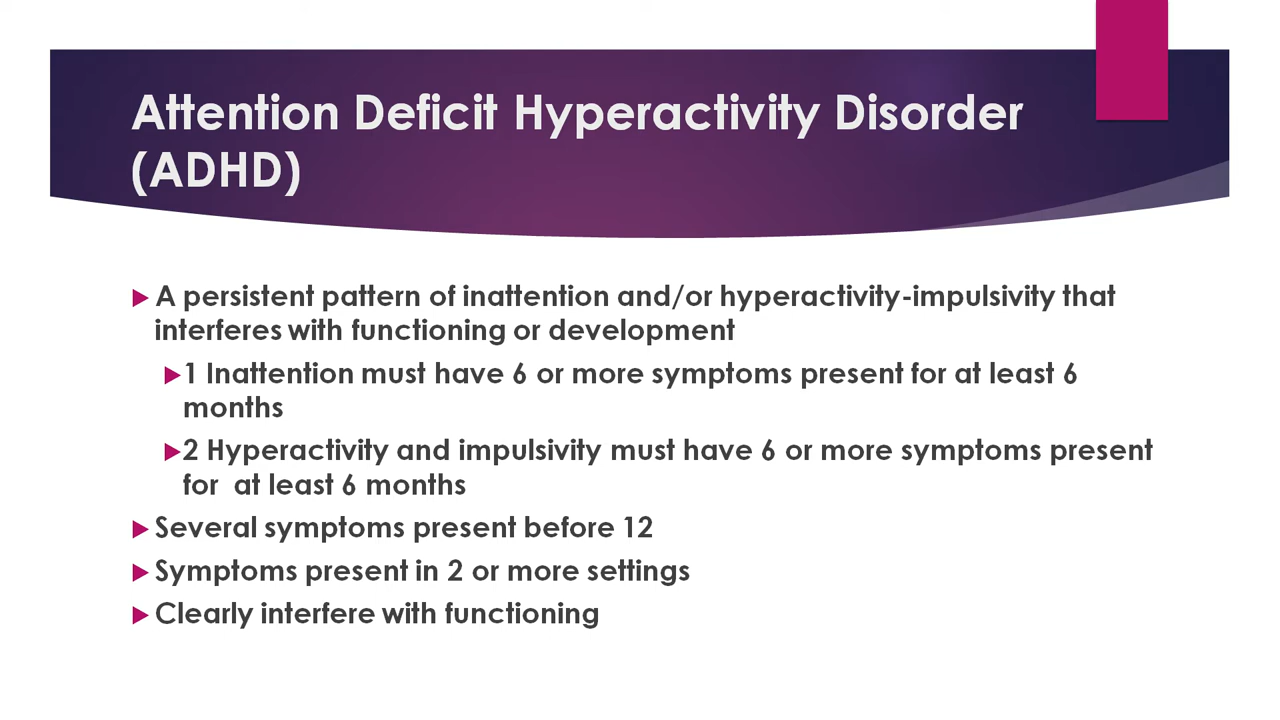 Attention Deficit Hyperactivity Disorder
(ADHD)
A persistent pattern of inattention and/or hyperactivity-impulsivity that
interferes with functioning or development
1 Inattention must have 6 or more symptoms present for at least 6
months
2 Hyperactivity and impulsivity must have 6 or more symptoms present
for  at least 6 months
Several symptoms present before 12
Symptoms present in 2 or more settings
Clearly interfere with functioning